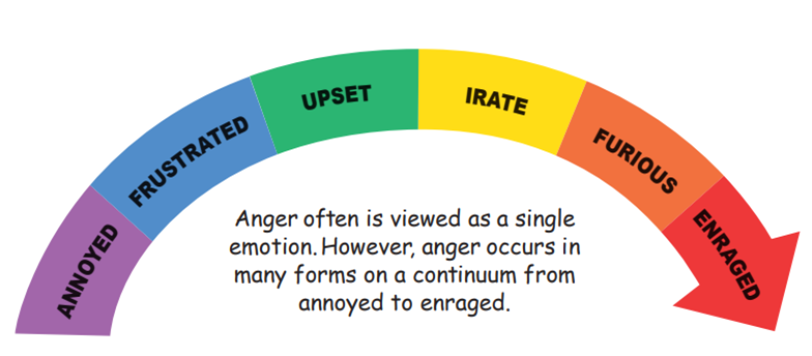 ANNOYED
FRUSTRATED
UPSET
IRATE
FURIOUS
ENRAGED
Anger often is viewed as a single
emotion. However, anger occurs in
many forms on a continuum from
annoyed to enraged.